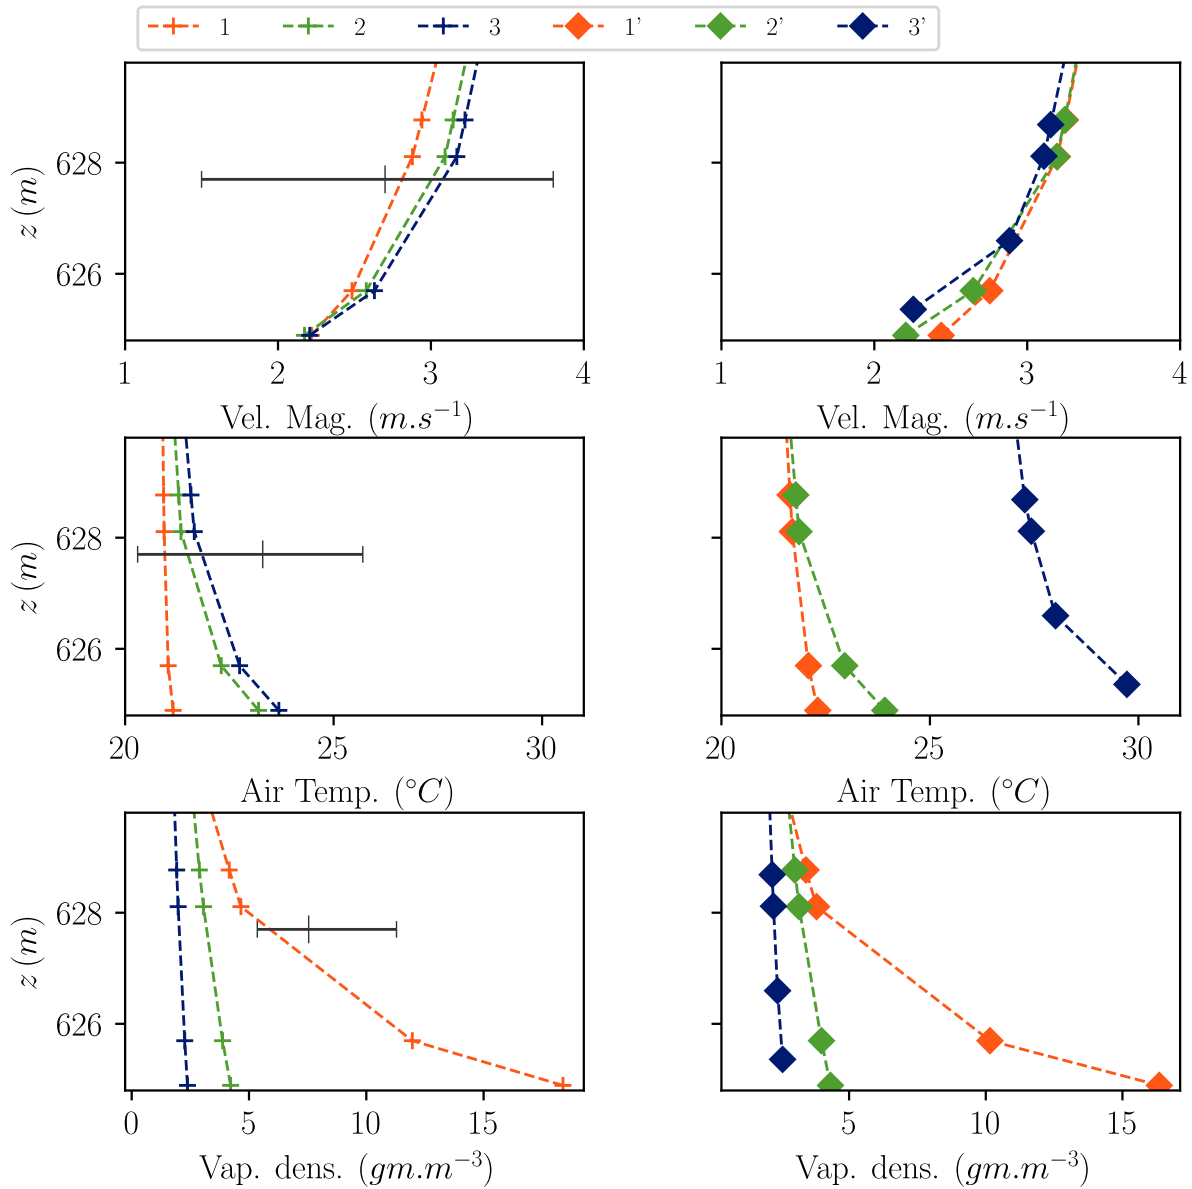 1 2 3 1' 2' 3'
628
626
z (m)
1 2 3 4
Vel. Mag. (m.s⁻¹)
1 2 3 4
Vel. Mag. (m.s⁻¹)
628
626
z (m)
20 25 30
Air Temp. (°C)
20 25 30
Air Temp. (°C)
628
626
z (m)
0 5 10 15
Vap. dens. (gm.m⁻³)
5 10 15
Vap. dens. (gm.m⁻³)